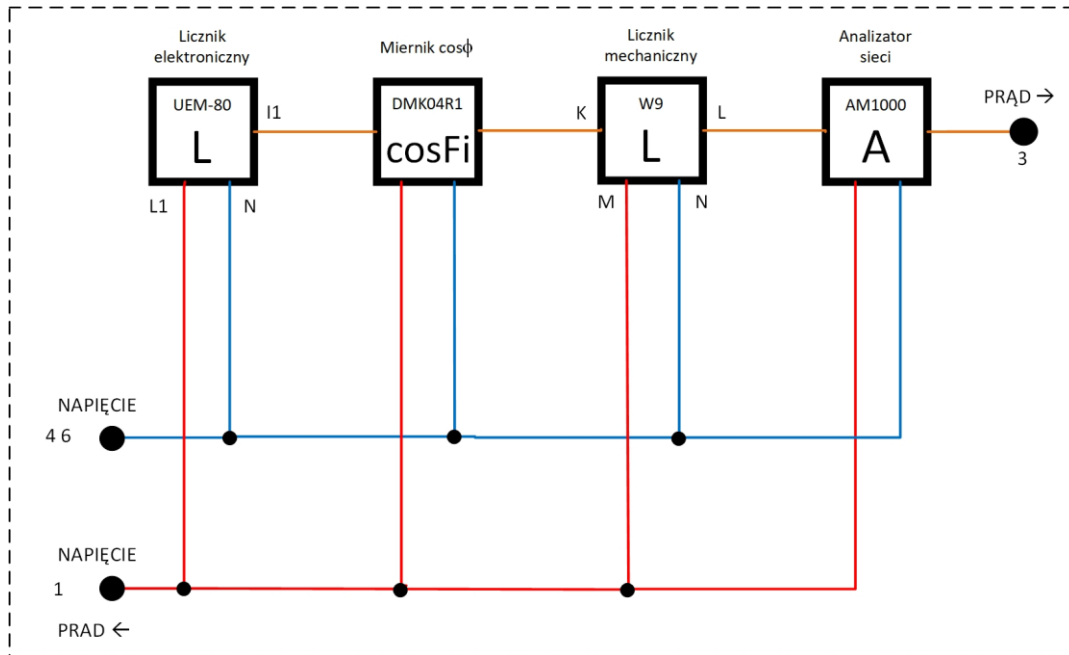 Licznik
elektroniczny
Miernik cosϕ
Licznik
mechaniczny
Analizator
sieci
UEM-80
L
I1
DMK04R1
cosFi
K
W9
L
L
AM1000
A
PRĄD →
3
L1
N
M
N
NAPIĘCIE
4 6
NAPIĘCIE
1
PRAD ←